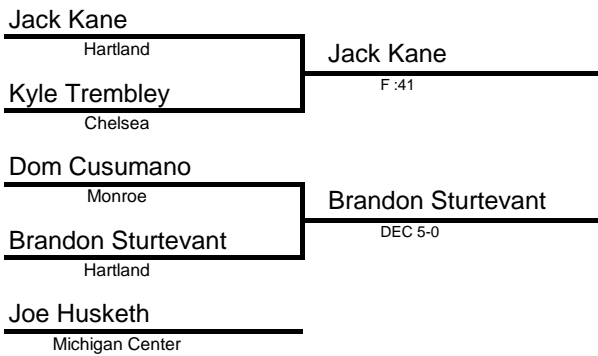 Jack Kane
Hartland
Jack Kane
F :41
Kyle Trembley
Chelsea
Dom Cusumano
Monroe
Brandon Sturtevant
DEC 5-0
Brandon Sturtevant
Hartland
Joe Husketh
Michigan Center